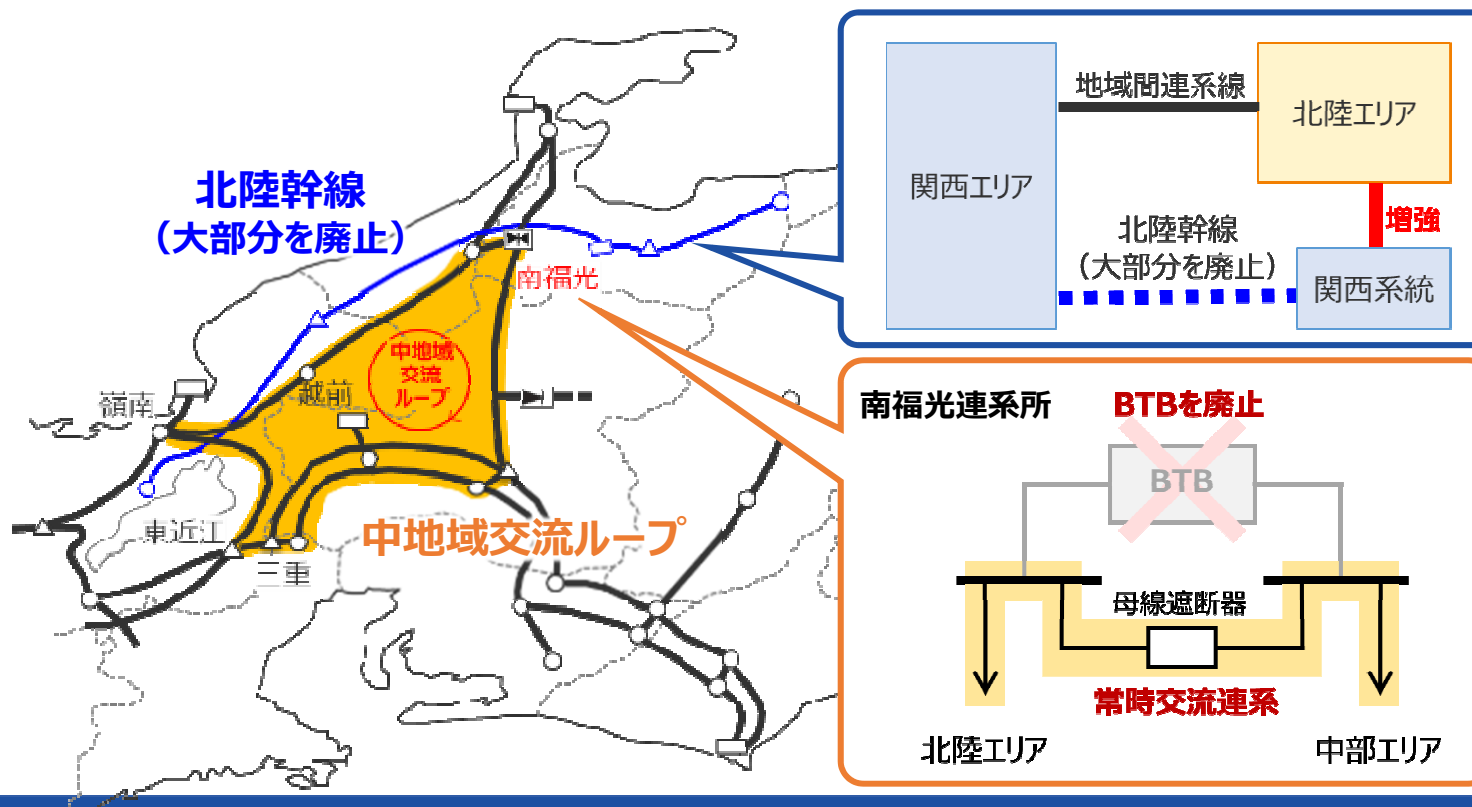 北陸幹線
（大部分を廃止）
南福光
中地域
交流
ループ
越前
嶺南
東近江
三重
中地域交流ループ
関西エリア
地域間連系線
北陸エリア
増強
北陸幹線
（大部分を廃止）
関西系統
南福光連系所
BTBを廃止
BTB
母線遮断器
常時交流連系
北陸エリア
中部エリア